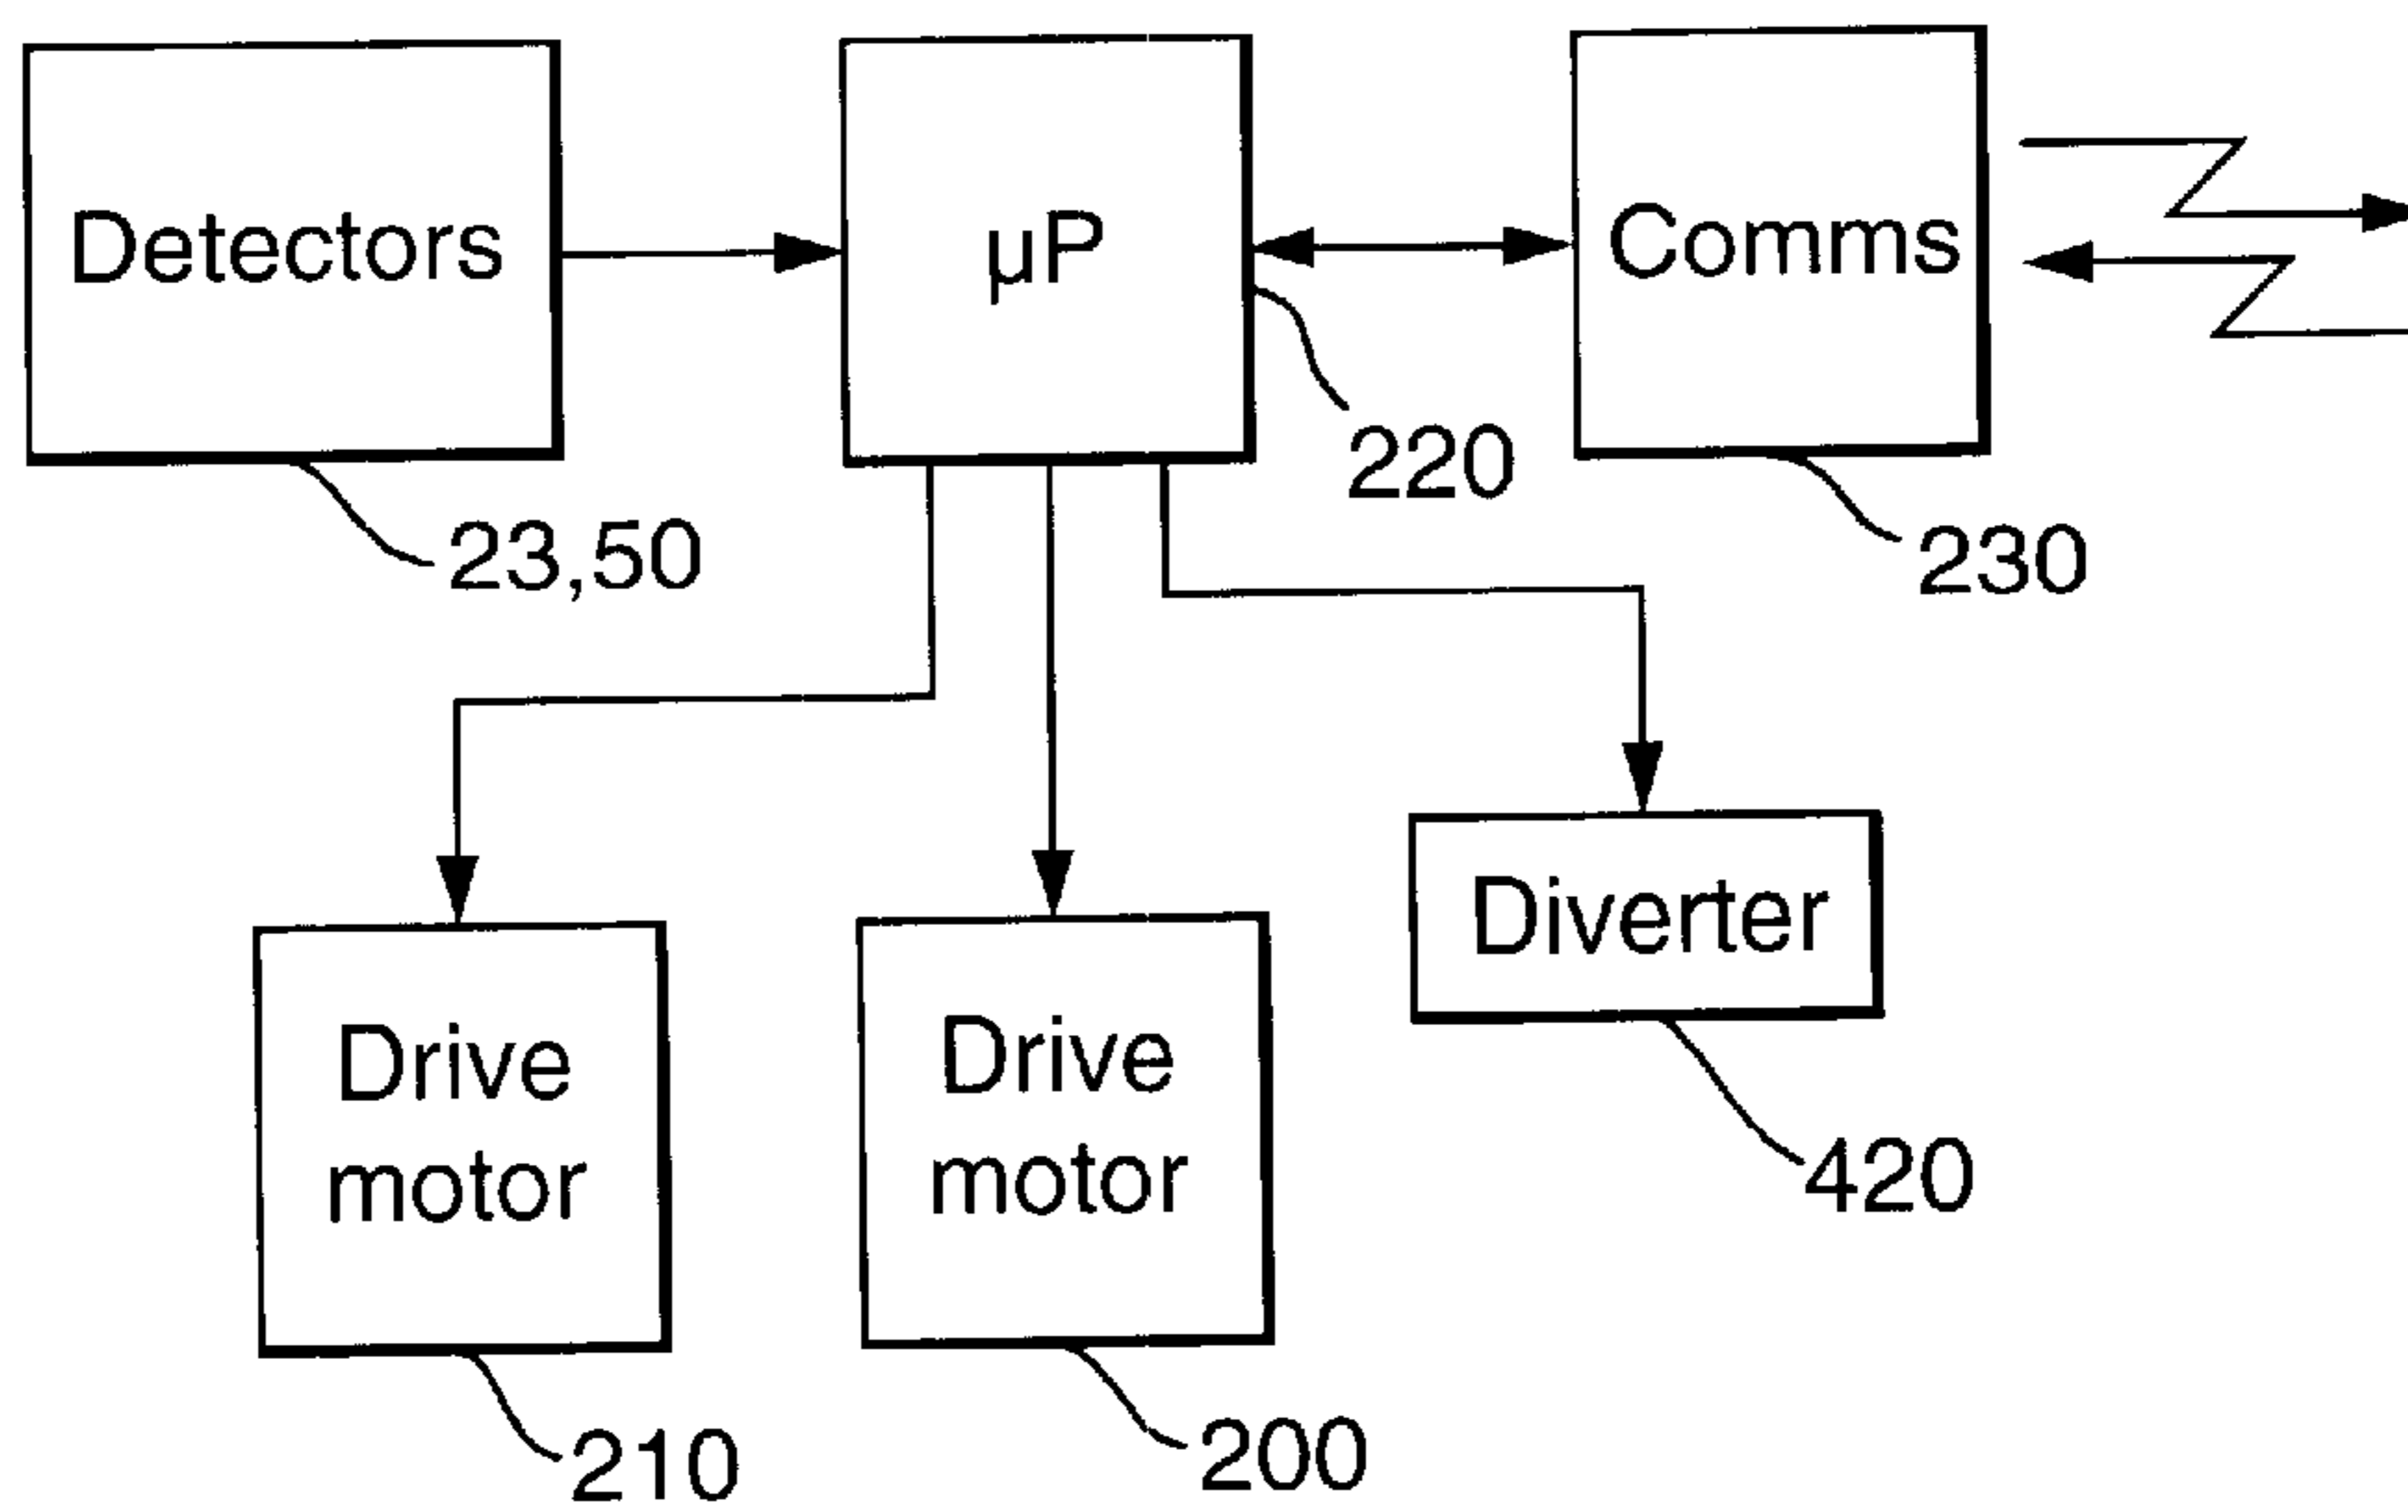 Detectors
µP
Comms
220
23,50
230
Diverter
Drive
motor
Drive
motor
420
210
200